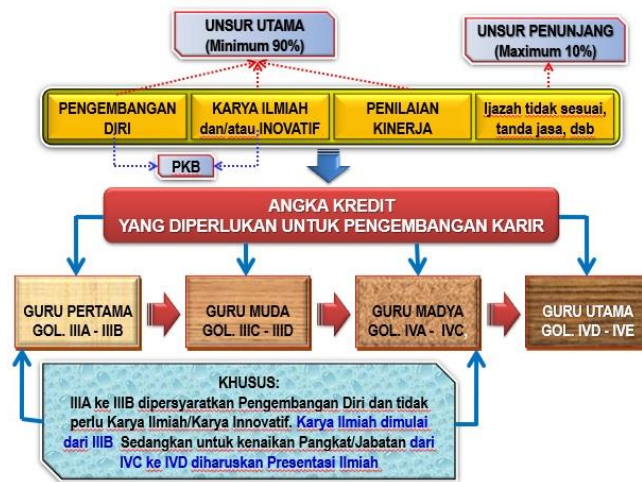 UNSUR UTAMA
(Minimum 90%)
UNSUR PENUNJANG
(Maximum 10%)
PENGEMBANGAN
DIRI
KARYA ILMIAH
dan/atau INOVATIF
PENILAIAN
KINERJA
Ijazah tidak sesuai,
tanda jasa, dsb
PKB
ANGKA KREDIT
YANG DIPERLUKAN UNTUK PENGEMBANGAN KARIR
GURU PERTAMA
GOL. IIIA - IIIB
GURU MUDA
GOL. IIIC - IIID
GURU MADYA
GOL. IVA - IVC,
GURU UTAMA
GOL. IVD - IVE
KHUSUS:
IIIA ke IIIB dipersyaratkan Pengembangan Diri dan tidak
perlu Karya Ilmiah/Karya Innovatif. Karya Ilmiah dimulai
dari IIIB Sedangkan untuk kenaikan Pangkat/Jabatan dari
IVC ke IVD diharuskan Presentasi Ilmiah